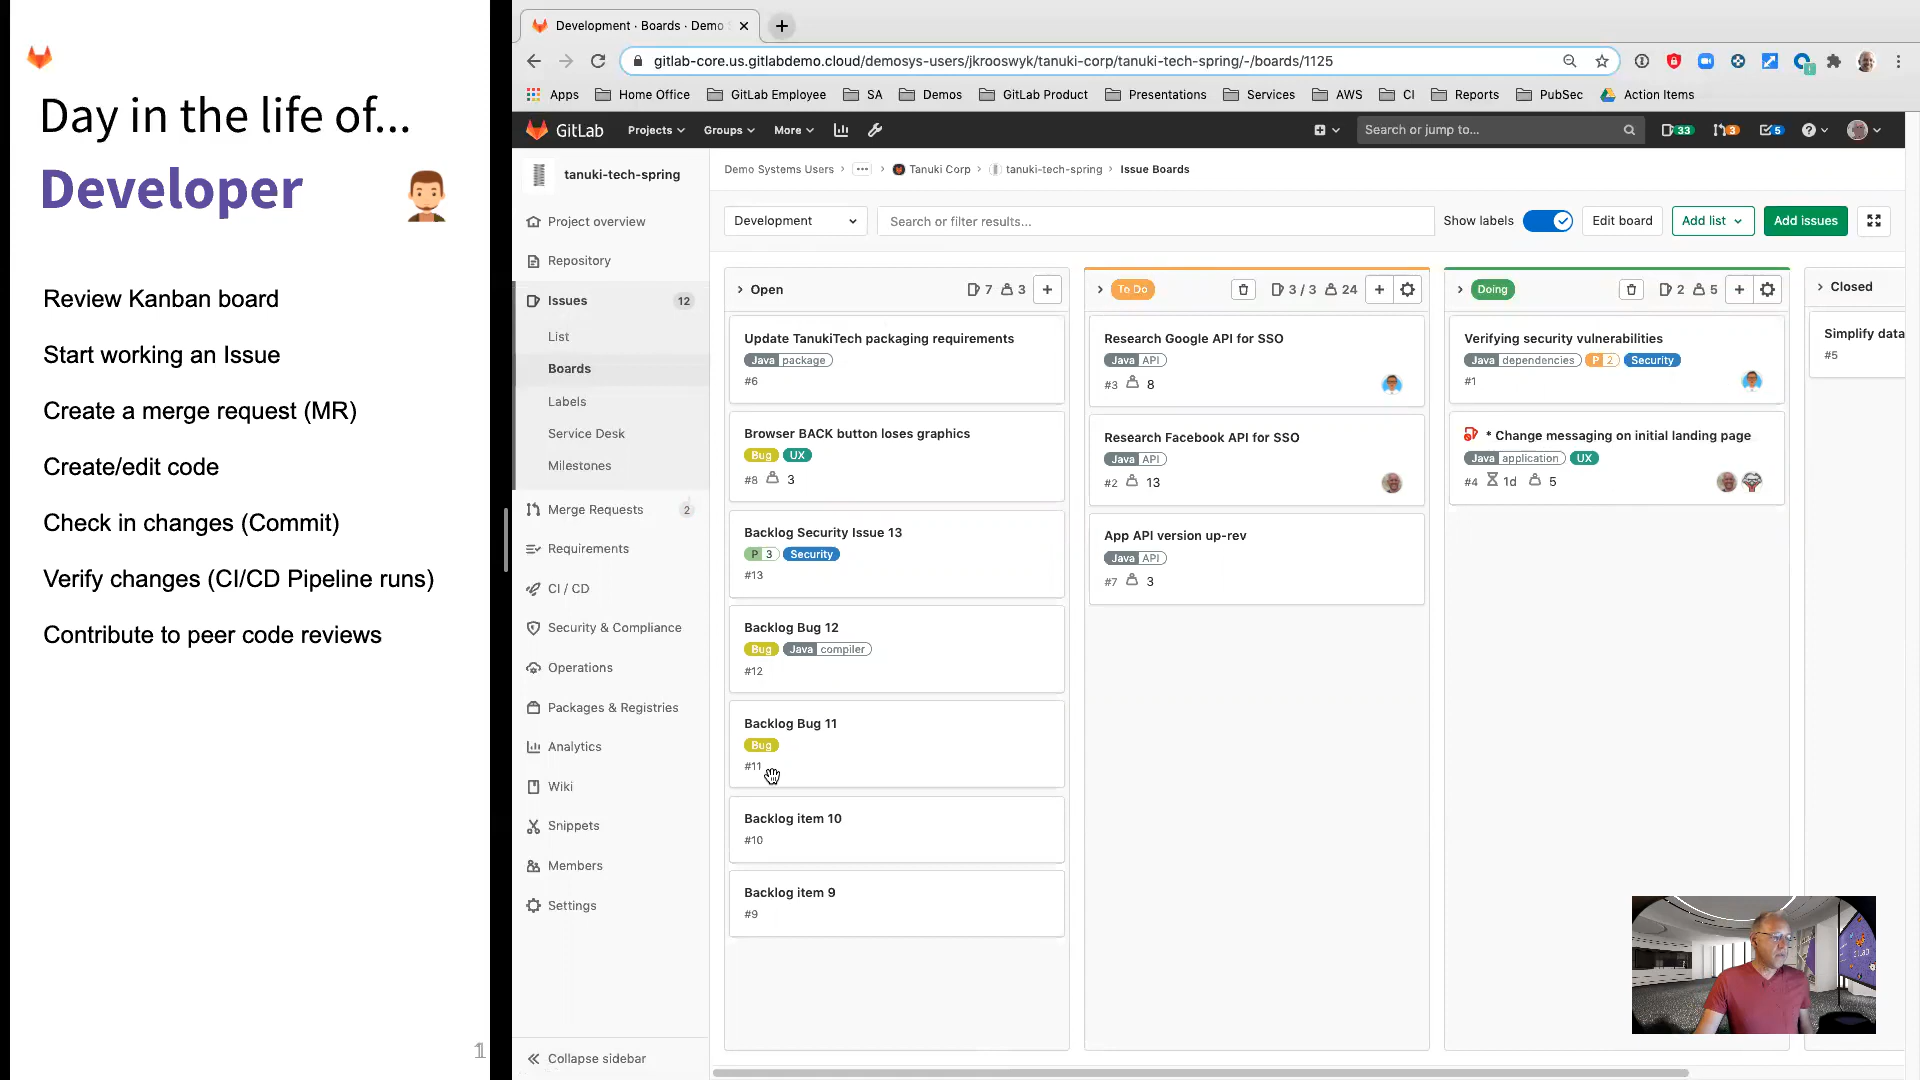 Day in the life of...
Developer
Review Kanban board
Start working an Issue
Create a merge request (MR)
Create/edit code
Check in changes (Commit)
Verify changes (CI/CD Pipeline runs)
Contribute to peer code reviews
1
Development · Boards · Demo
gitlab-core.us.gitlabdemo.cloud/demosys-users/jkrooswyk/tanuki-corp/tanuki-tech-spring/-/boards/1125
Apps Home Office GitLab Employee SA Demos GitLab Product Presentations Services AWS CI Reports PubSec Action Items
GitLab Projects Groups More Search or jump to... 33 3 5
tanuki-tech-spring
Project overview
Repository
Issues 12
List
Boards
Labels
Service Desk
Milestones
Merge Requests 2
Requirements
CI / CD
Security & Compliance
Operations
Packages & Registries
Analytics
Wiki
Snippets
Members
Settings
Collapse sidebar
Demo Systems Users > ... > Tanuki Corp > tanuki-tech-spring > Issue Boards
Development Search or filter results... Show labels Edit board Add list Add issues
Open 7 3
Update TanukiTech packaging requirements
Java package
#6
Browser BACK button loses graphics
Bug UX
#8 3
Backlog Security Issue 13
P 3 Security
#13
Backlog Bug 12
Bug Java compiler
#12
Backlog Bug 11
Bug
#11
Backlog item 10
#10
Backlog item 9
#9
To Do 3 / 3 24
Research Google API for SSO
Java API
#3 8
Research Facebook API for SSO
Java API
#2 13
App API version up-rev
Java API
#7 3
Doing 2 5
Verifying security vulnerabilities
Java dependencies P 2 Security
#1
* Change messaging on initial landing page
Java application UX
#4 1d 5
Closed
Simplify data
#5